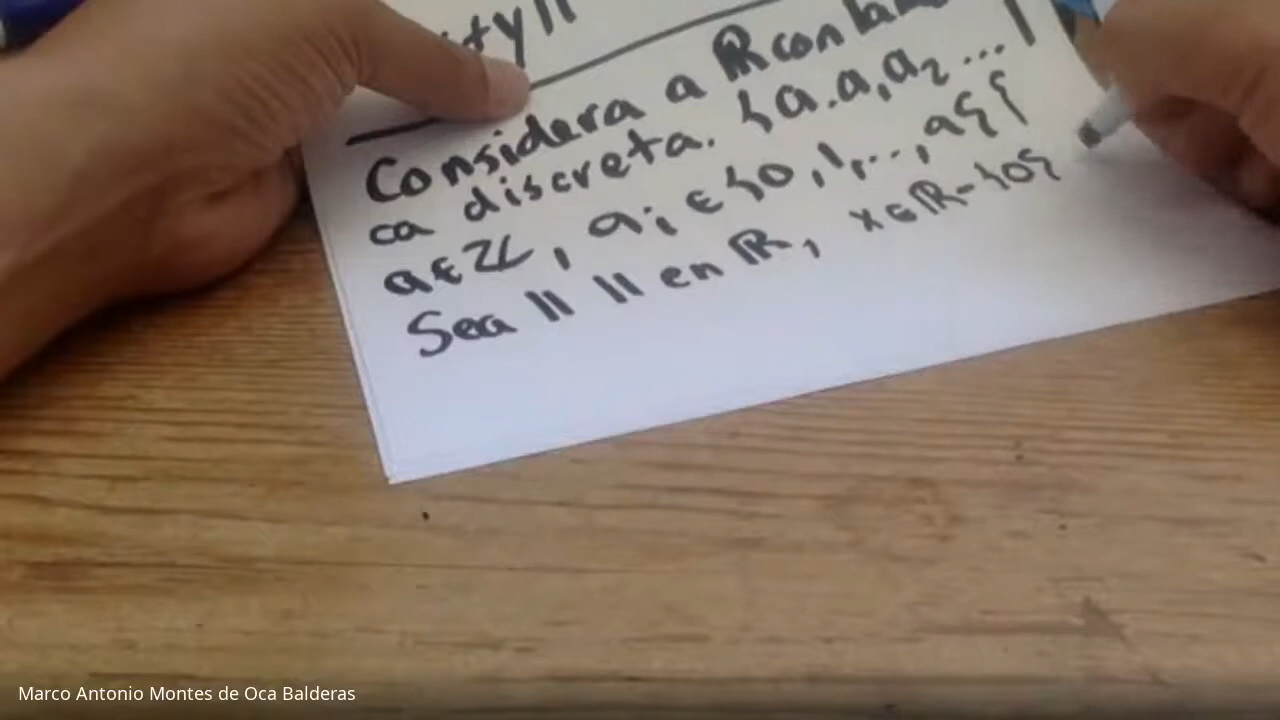 ity||
Considera a ℝ con la
ca discreta. {a.a₁a₂...|
a∈ℤ, aᵢ∈{0,1,...,9}}
Sea || || en ℝ, x∈ℝ-{0}
Marco Antonio Montes de Oca Balderas